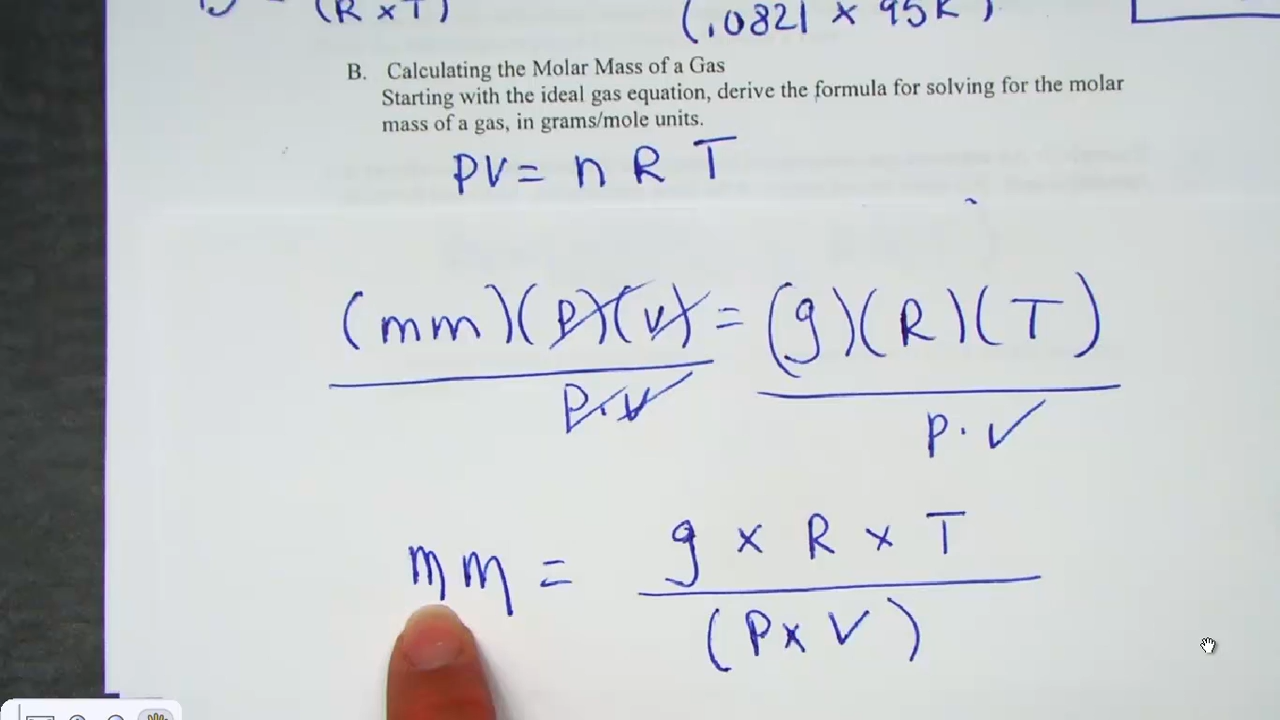 (R x T)
(.0821 x 95K)
B. Calculating the Molar Mass of a Gas
Starting with the ideal gas equation, derive the formula for solving for the molar
mass of a gas, in grams/mole units.
PV = n R T
(mm)(P)(V) = (g)(R)(T)
P·V P·V
mm = g x R x T
(P x V)